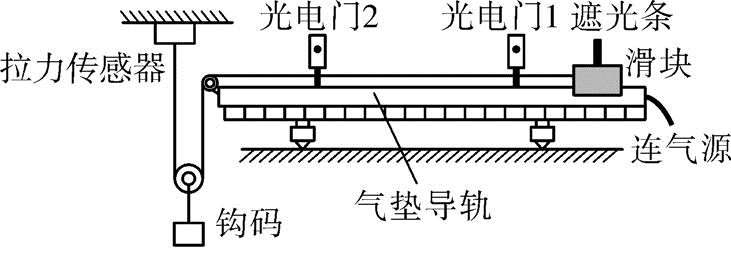 光电门2 光电门1 遮光条
拉力传感器
滑块
连气源
气垫导轨
钩码